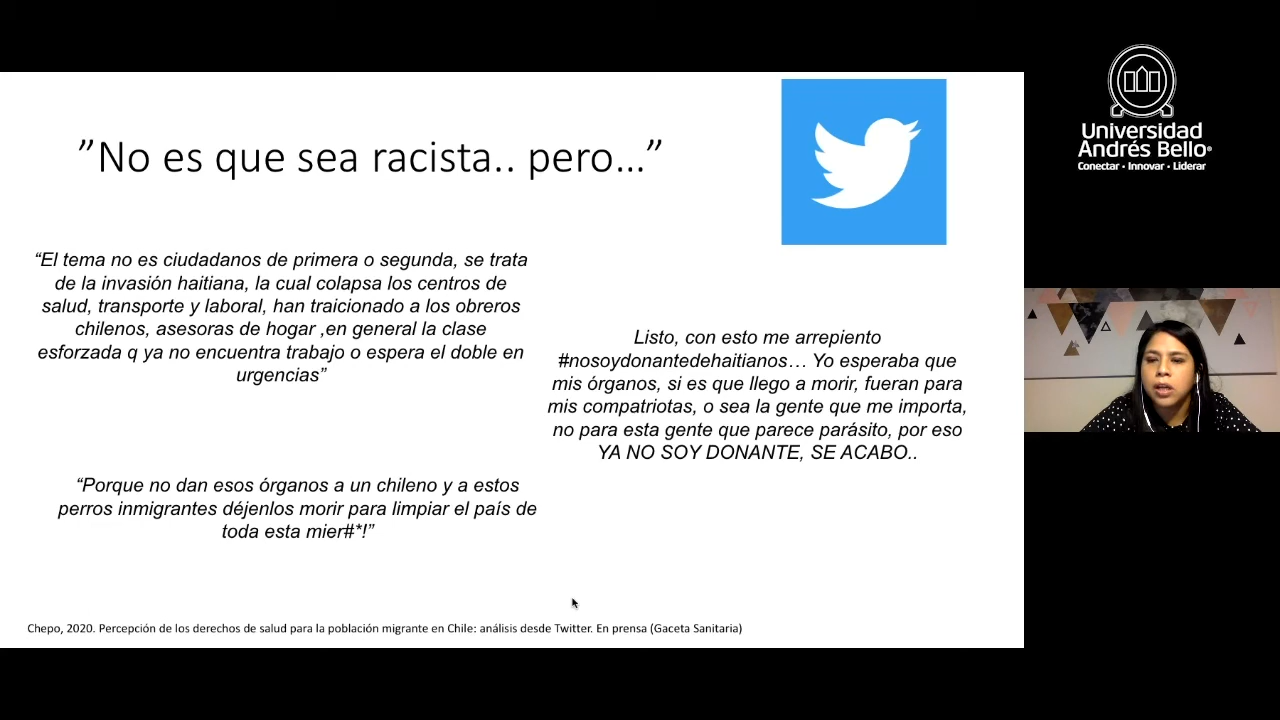 ”No es que sea racista.. pero...”
“El tema no es ciudadanos de primera o segunda, se trata
de la invasión haitiana, la cual colapsa los centros de
salud, transporte y laboral, han traicionado a los obreros
chilenos, asesoras de hogar ,en general la clase
esforzada q ya no encuentra trabajo o espera el doble en
urgencias”
Listo, con esto me arrepiento
#nosoydonantedehaitianos… Yo esperaba que
mis órganos, si es que llego a morir, fueran para
mis compatriotas, o sea la gente que me importa,
no para esta gente que parece parásito, por eso
YA NO SOY DONANTE, SE ACABO..
“Porque no dan esos órganos a un chileno y a estos
perros inmigrantes déjenlos morir para limpiar el país de
toda esta mier#*!”
Chepo, 2020. Percepción de los derechos de salud para la población migrante en Chile: análisis desde Twitter. En prensa (Gaceta Sanitaria)
Universidad
Andrés Bello®
Conectar • Innovar • Liderar